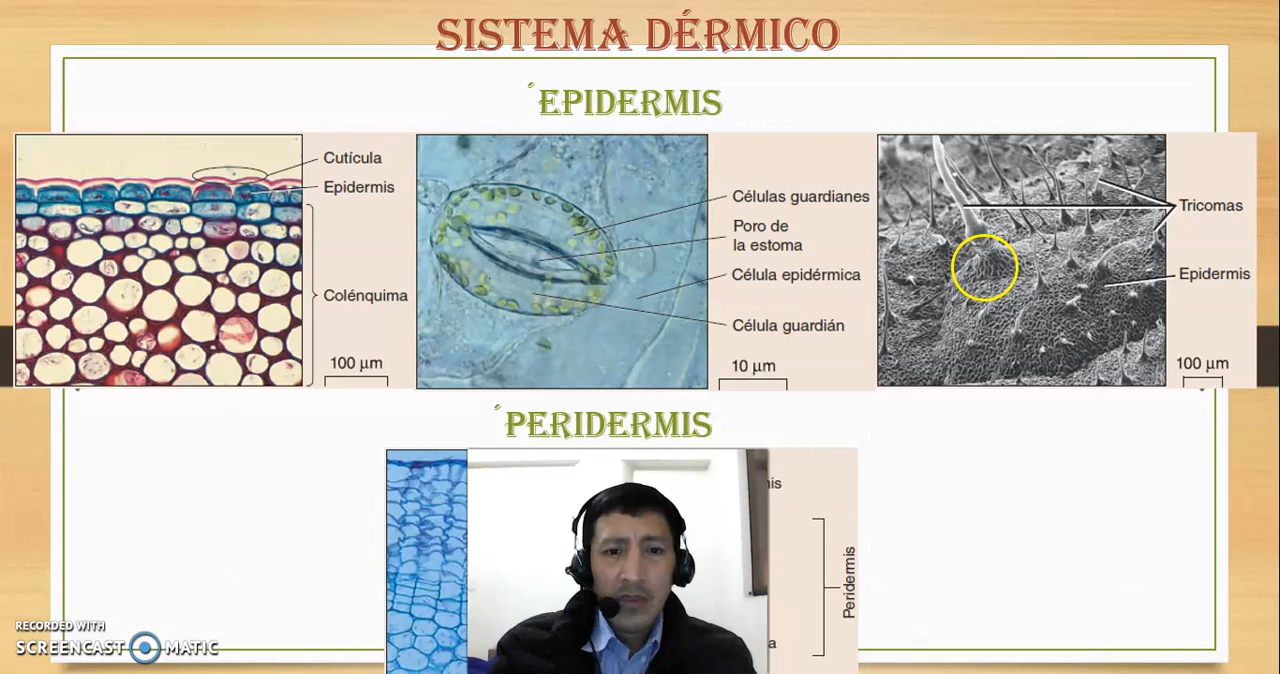 SISTEMA DÉRMICO
EPIDERMIS
Cutícula
Epidermis
Colénquima
100 µm
Células guardianes
Poro de
la estoma
Célula epidérmica
Célula guardián
10 µm
Tricomas
Epidermis
100 µm
PERIDERMIS
Peridermis
RECORDED WITH
SCREENCAST MATIC